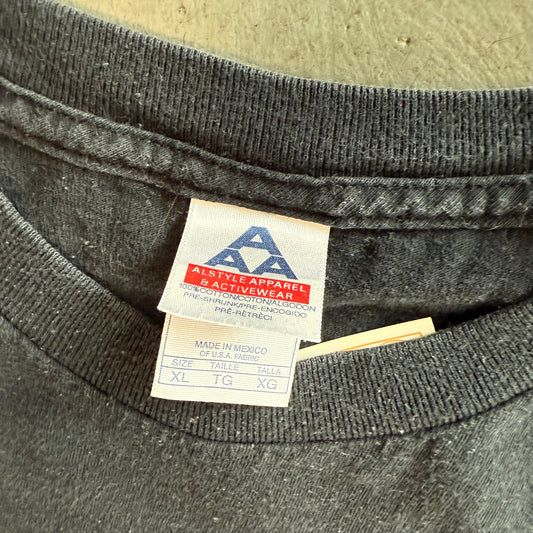 A
A A
ALSTYLE APPAREL
& ACTIVEWEAR
100% COTTON/COTON/ALGODON
PRE-SHRUNK/PRE-ENCOGIDO
PRÉ-RÉTRÉCI
MADE IN MEXICO
OF U.S.A. FABRIC
SIZE TAILLE TALLA
XL TG XG